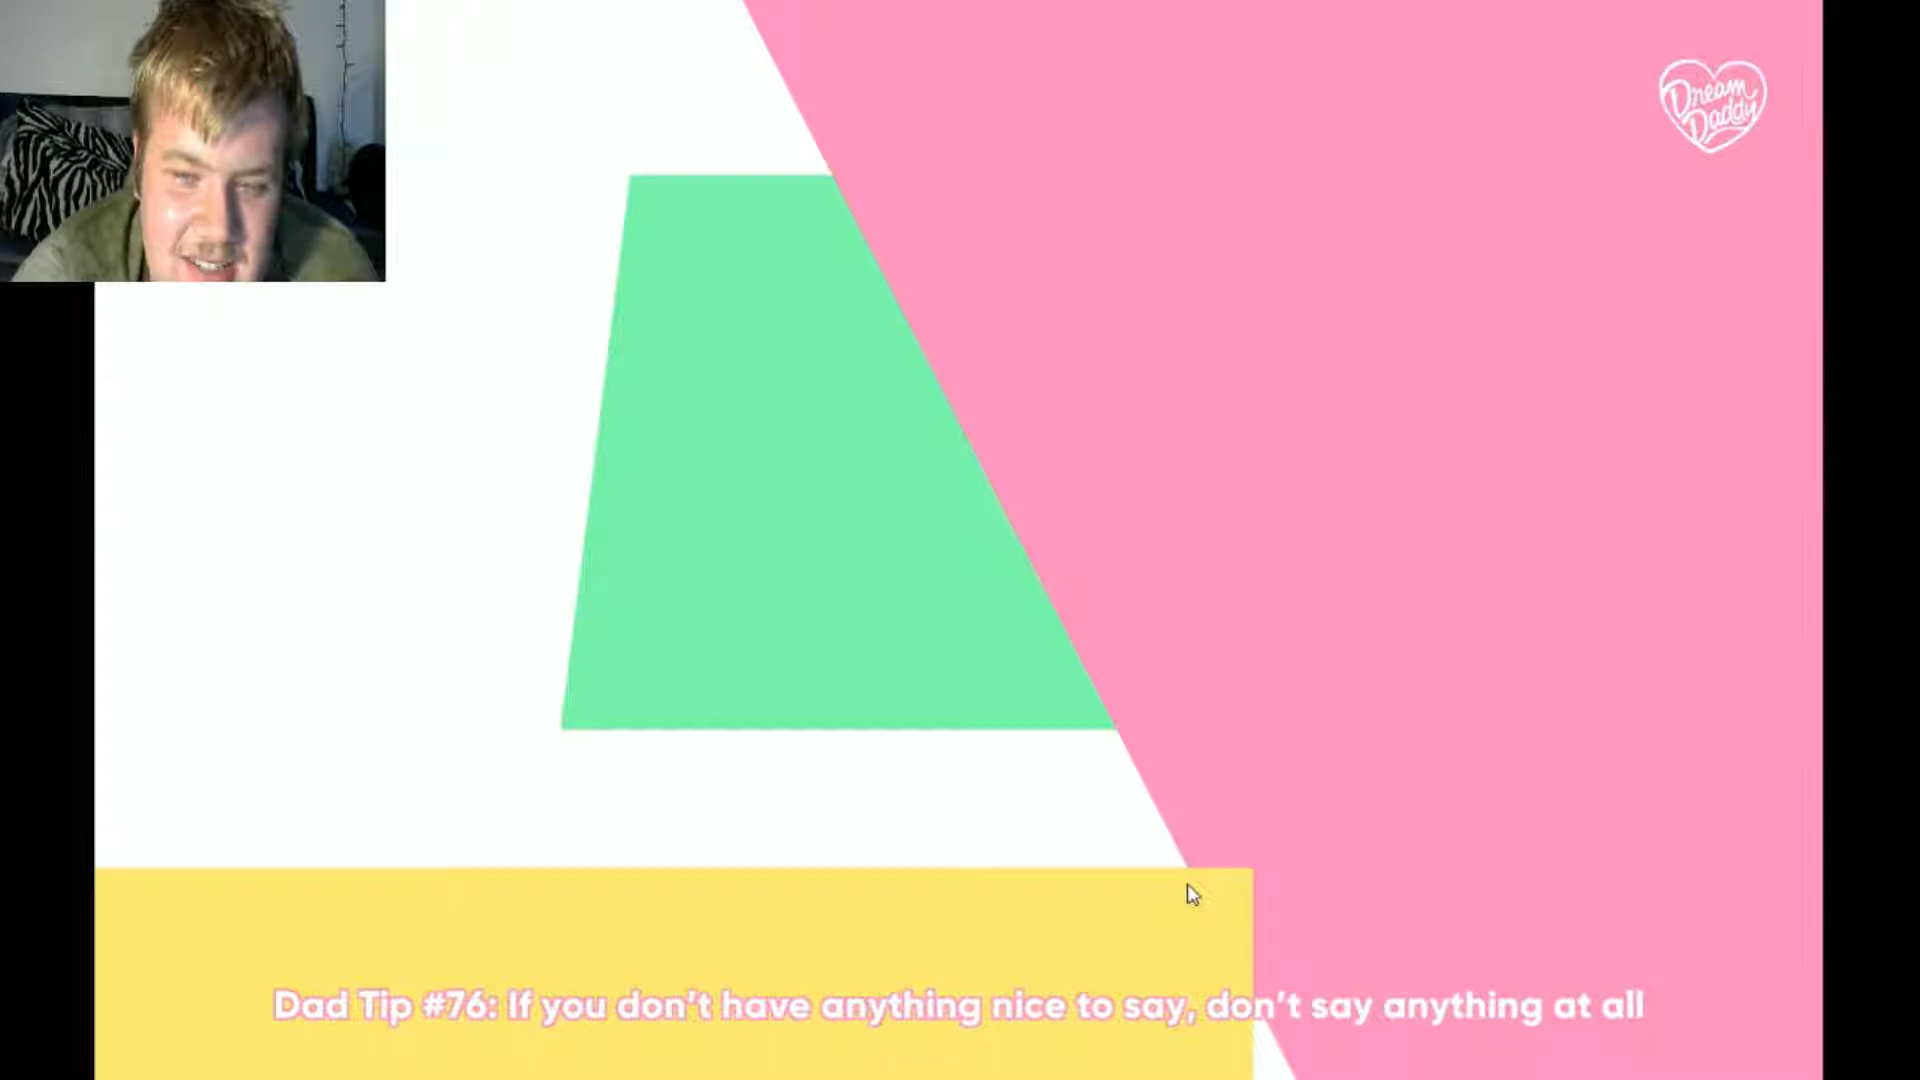 Dream
Daddy
Dad Tip #76: If you don't have anything nice to say, don't say anything at all